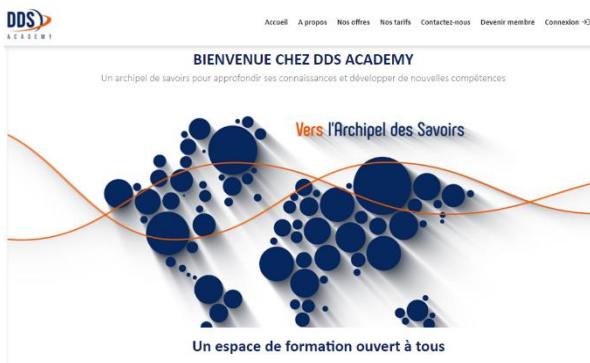 DDS
ACADEMY
Accueil A propos Nos offres Nos tarifs Contactez-nous Devenir membre Connexion
BIENVENUE CHEZ DDS ACADEMY
Un archipel de savoirs pour approfondir ses connaissances et développer de nouvelles compétences
Vers l'Archipel des Savoirs
Un espace de formation ouvert à tous